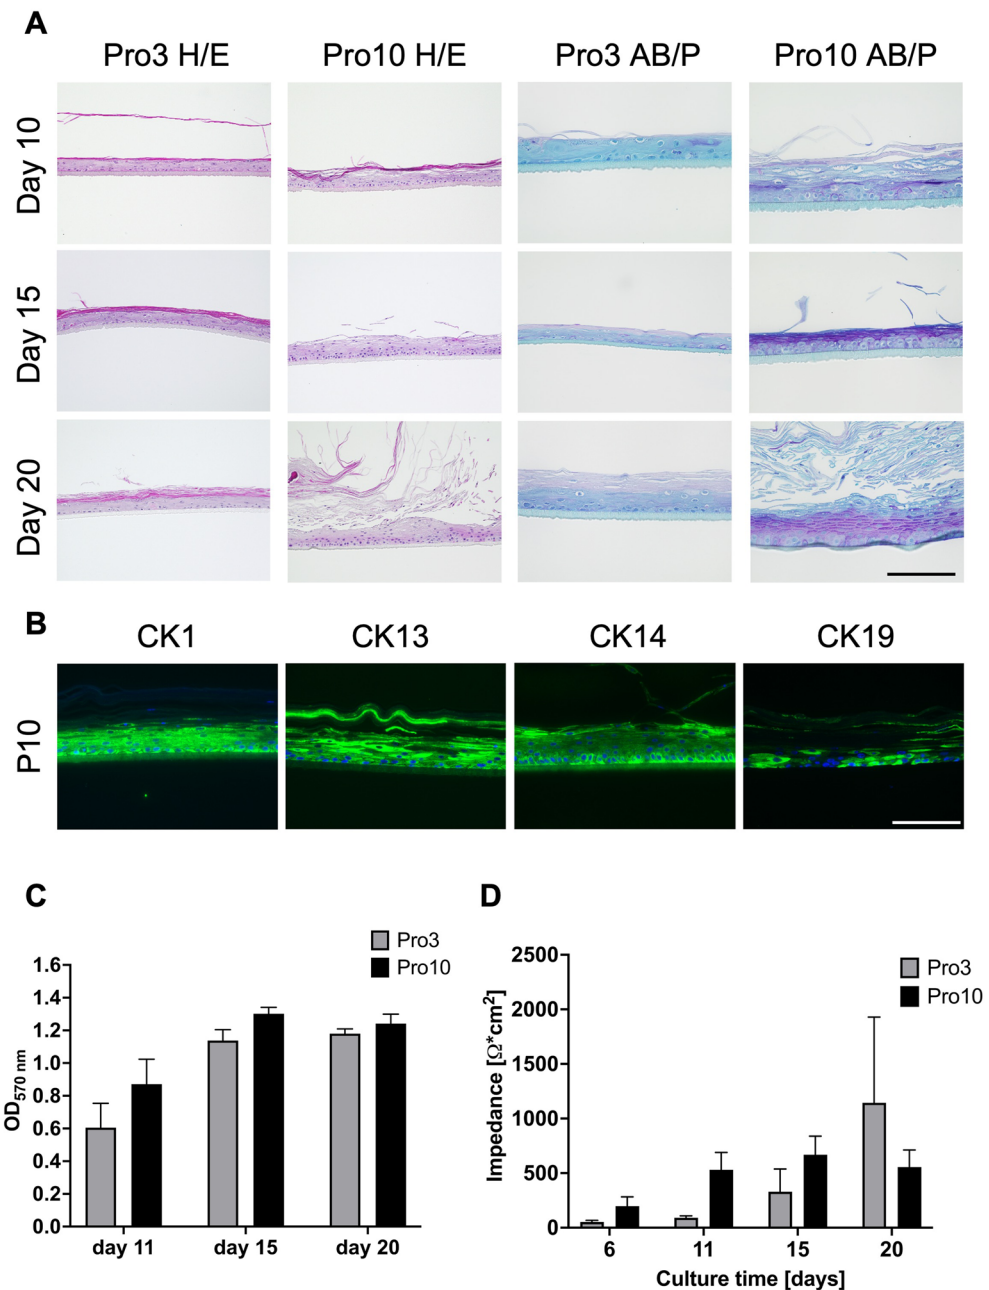 A
Pro3 H/E
Pro10 H/E
Pro3 AB/P
Pro10 AB/P
Day 10
Day 15
Day 20
B
CK1
CK13
CK14
CK19
P10
C
Pro3
Pro10
OD570 nm
1.6
1.4
1.2
1.0
0.8
0.6
0.4
0.2
0.0
day 11
day 15
day 20
D
Pro3
Pro10
Impedance [Ω*cm²]
2500
2000
1500
1000
500
0
6
11
15
20
Culture time [days]